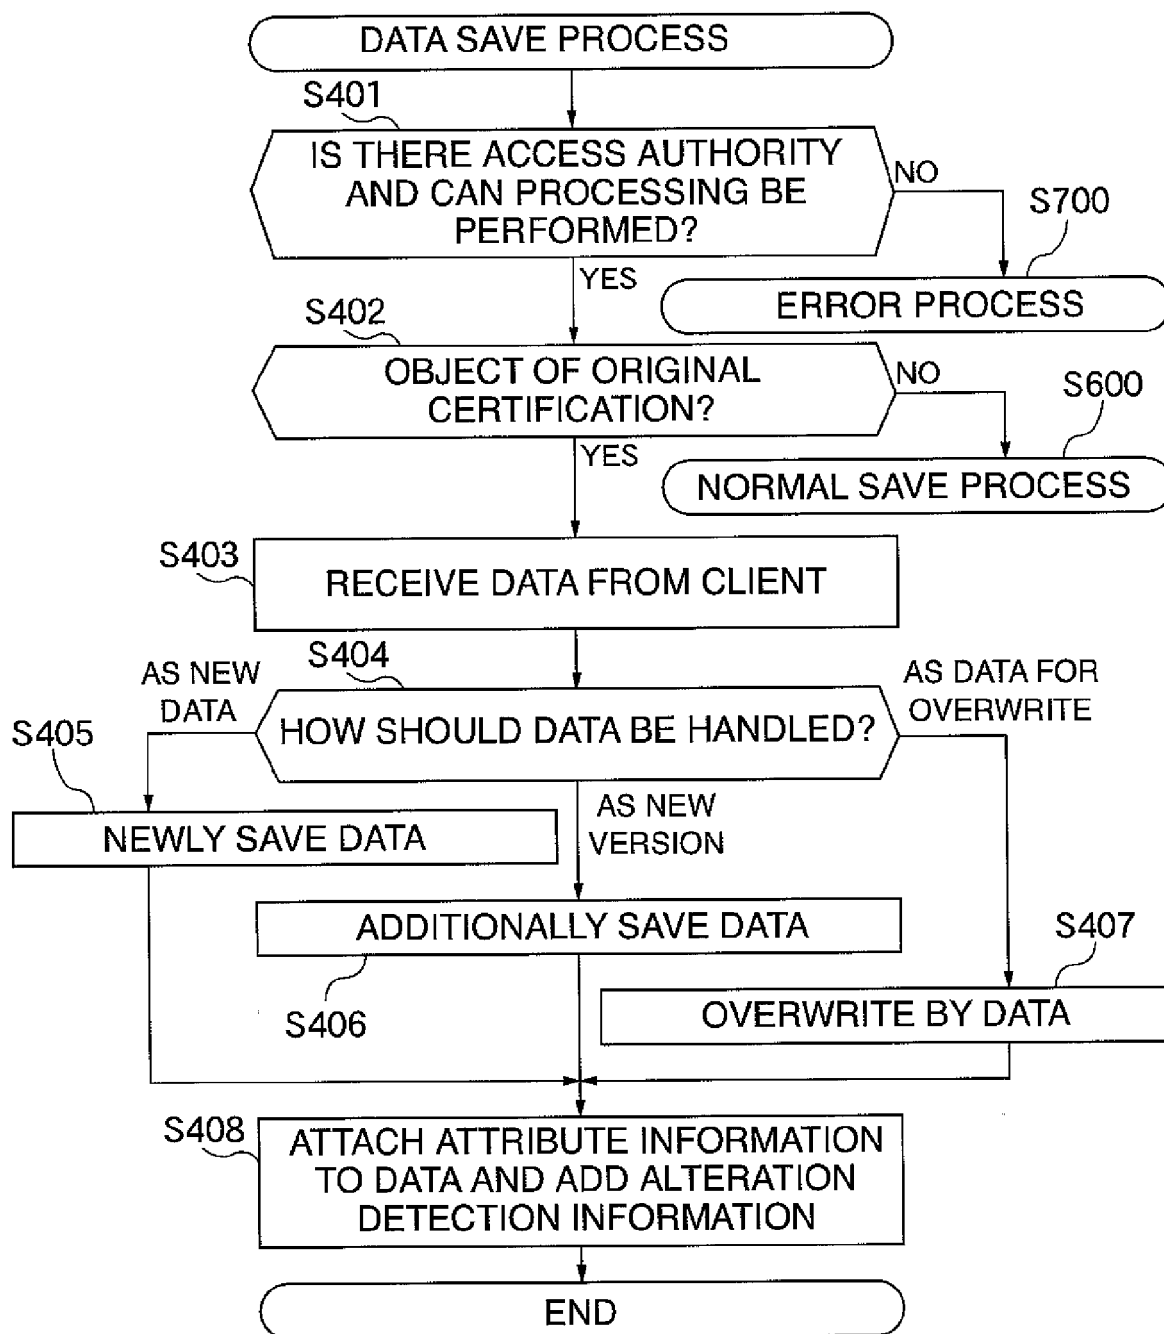 DATA SAVE PROCESS
S401
IS THERE ACCESS AUTHORITY
AND CAN PROCESSING BE
PERFORMED?
NO
S700
YES
ERROR PROCESS
S402
OBJECT OF ORIGINAL
CERTIFICATION?
NO
S600
YES
NORMAL SAVE PROCESS
S403
RECEIVE DATA FROM CLIENT
S404
AS NEW
DATA
AS DATA FOR
OVERWRITE
HOW SHOULD DATA BE HANDLED?
S405
AS NEW
VERSION
NEWLY SAVE DATA
ADDITIONALLY SAVE DATA
S407
S406
OVERWRITE BY DATA
S408
ATTACH ATTRIBUTE INFORMATION
TO DATA AND ADD ALTERATION
DETECTION INFORMATION
END